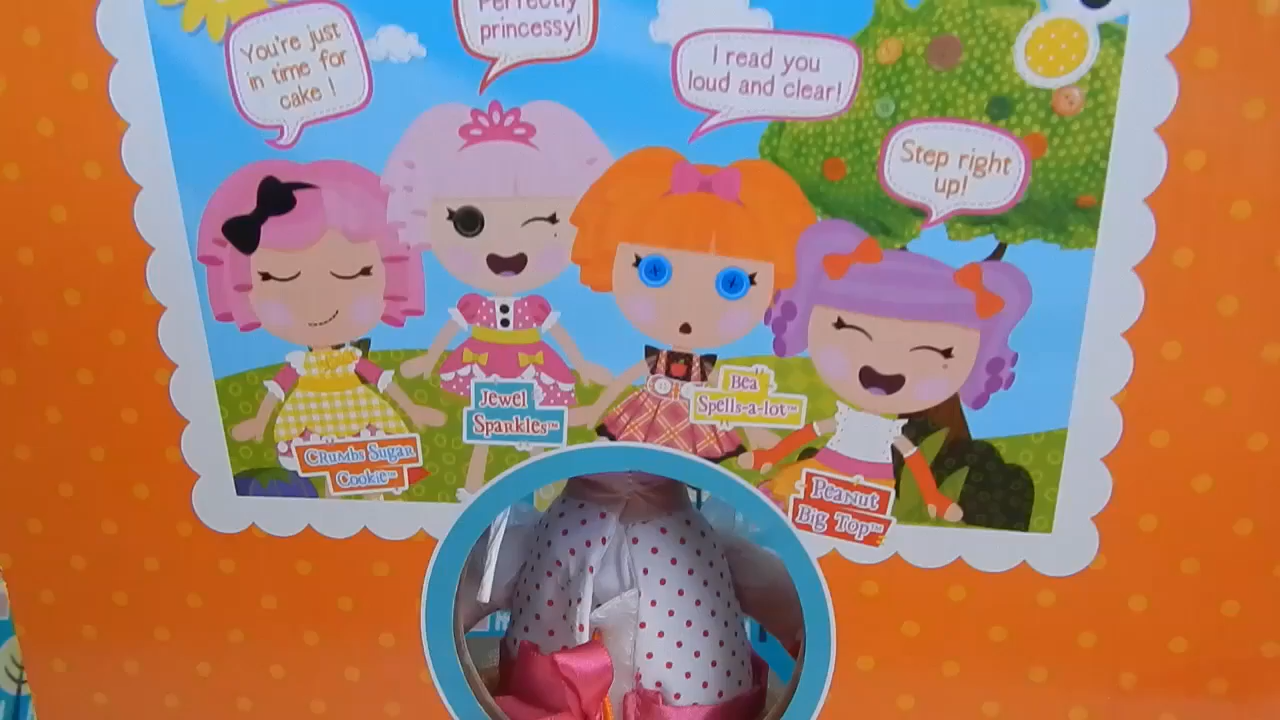 You're just
in time for
cake !
Perfectly
princessy!
I read you
loud and clear!
Step right
up!
Jewel
Sparkles™
Bea
Spells-a-lot™
Crumbs Sugar
Cookie™
Peanut
Big Top™